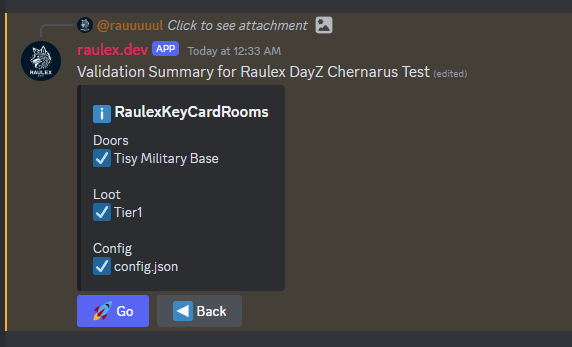 @rauuuuul Click to see attachment
raulex.dev APP Today at 12:33 AM
Validation Summary for Raulex DayZ Chernarus Test (edited)
RaulexKeyCardRooms
Doors
Tisy Military Base
Loot
Tier1
Config
config.json
Go Back
RAULEX